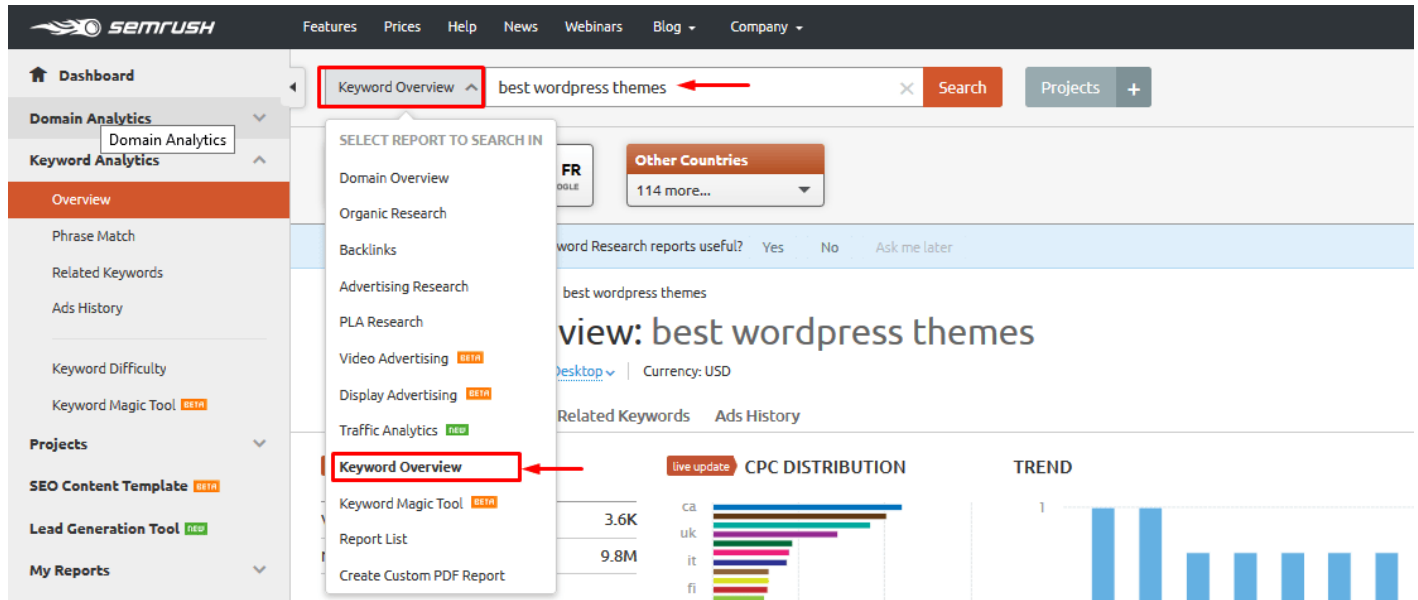 semrush Features Prices Help News Webinars Blog Company
Dashboard
Keyword Overview best wordpress themes Search Projects +
Domain Analytics
Domain Analytics
Keyword Analytics
Overview
Phrase Match
Related Keywords
Ads History
Keyword Difficulty
Keyword Magic Tool BETA
Projects
SEO Content Template BETA
Lead Generation Tool new
My Reports
SELECT REPORT TO SEARCH IN
Domain Overview
Organic Research
Backlinks
Advertising Research
PLA Research
Video Advertising BETA
Display Advertising BETA
Traffic Analytics new
Keyword Overview
Keyword Magic Tool BETA
Report List
Create Custom PDF Report
FR
Other Countries
114 more...
Research reports useful? Yes No Ask me later
best wordpress themes
view: best wordpress themes
Desktop Currency: USD
Related Keywords Ads History
3.6K
9.8M
live update CPC DISTRIBUTION
ca
uk
it
fi
TREND
1